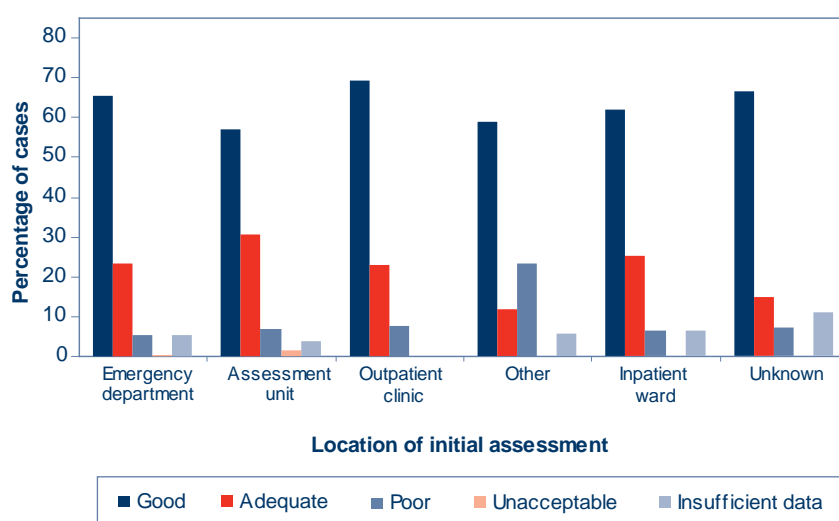 Percentage of cases
80
70
60
50
40
30
20
10
0
Emergency department
Assessment unit
Outpatient clinic
Other
Inpatient ward
Unknown
Location of initial assessment
Good Adequate Poor Unacceptable Insufficient data